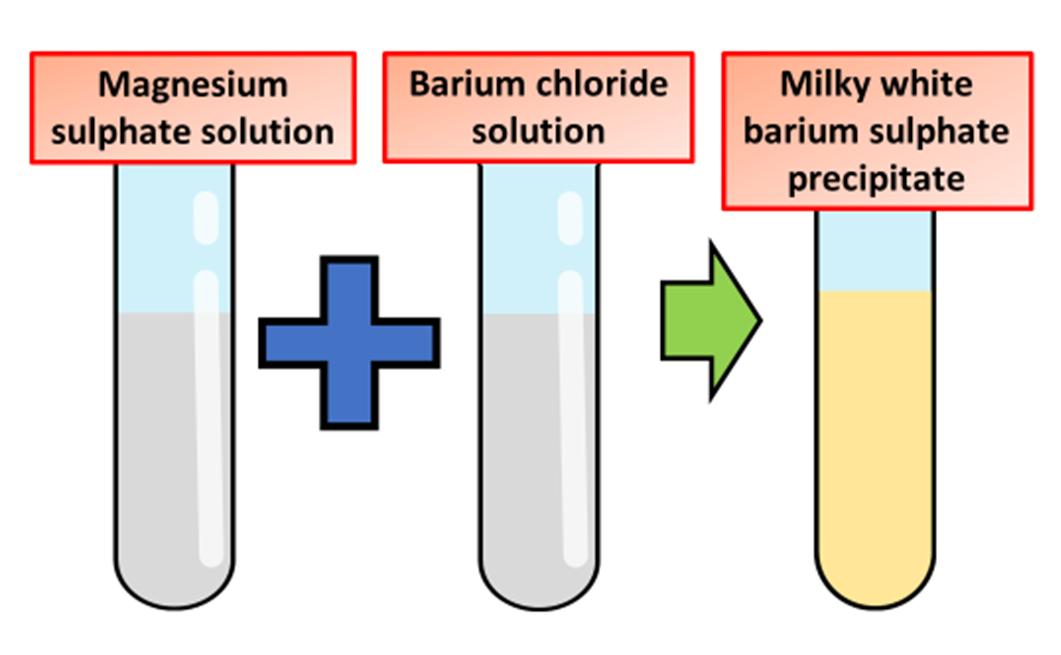 Magnesium
sulphate solution
Barium chloride
solution
Milky white
barium sulphate
precipitate